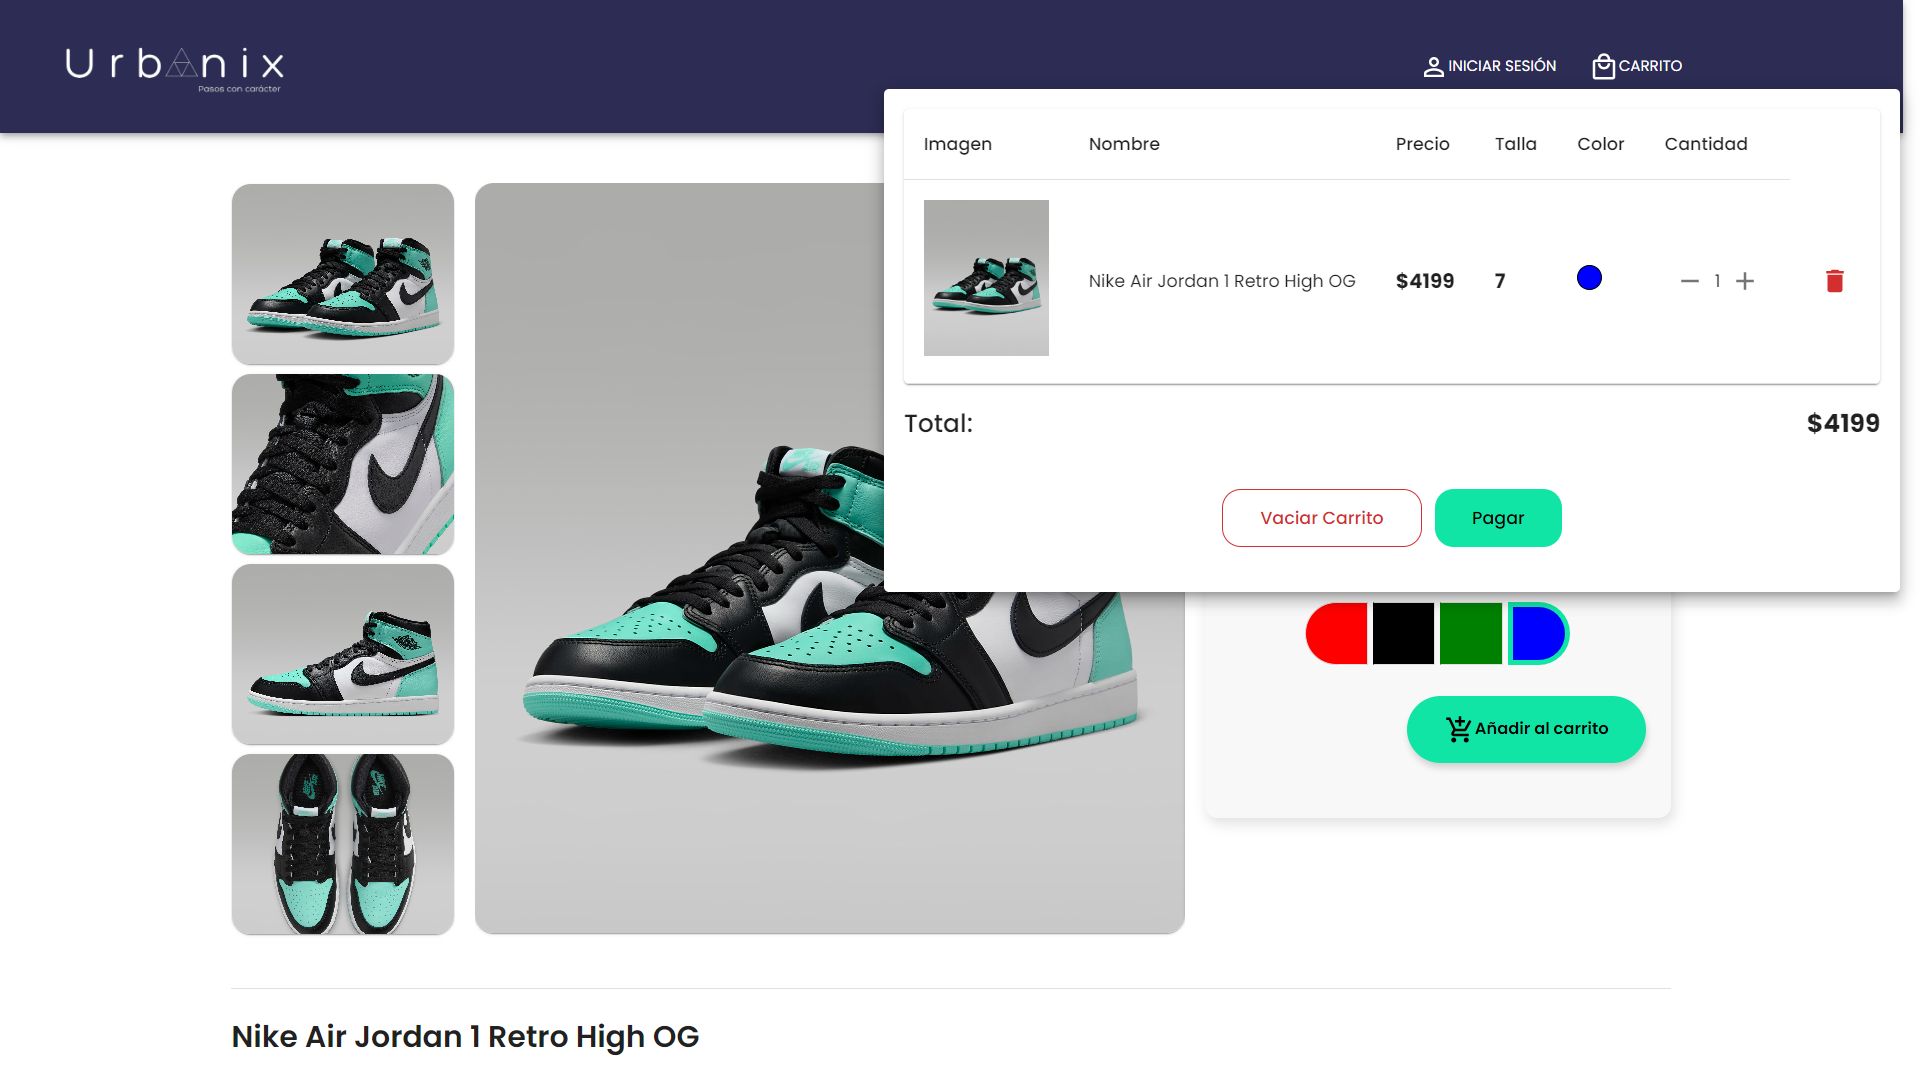 Urbanix
Pasos con carácter
INICIAR SESIÓN
CARRITO
Imagen Nombre Precio Talla Color Cantidad
Nike Air Jordan 1 Retro High OG $4199 7 1
Total: $4199
Vaciar Carrito Pagar
Añadir al carrito
Nike Air Jordan 1 Retro High OG